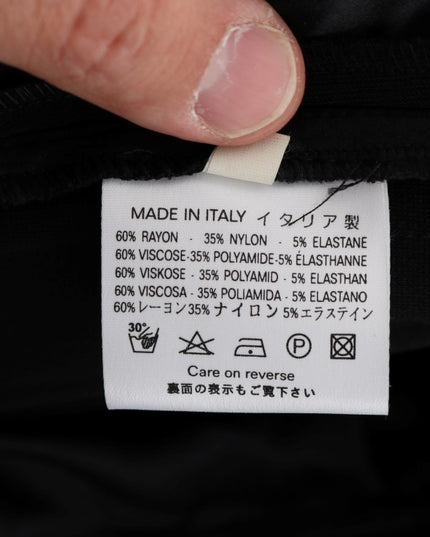 MADE IN ITALY イタリア製
60% RAYON - 35% NYLON - 5% ELASTANE
60% VISCOSE-35% POLYAMIDE-5% ÉLASTHANNE
60% VISKOSE - 35% POLYAMID - 5% ELASTHAN
60% VISCOSA - 35% POLIAMIDA - 5% ELASTANO
60%レーヨン35%ナイロン5%エラステイン
30°
P
Care on reverse
裏面の表示もご覧下さい